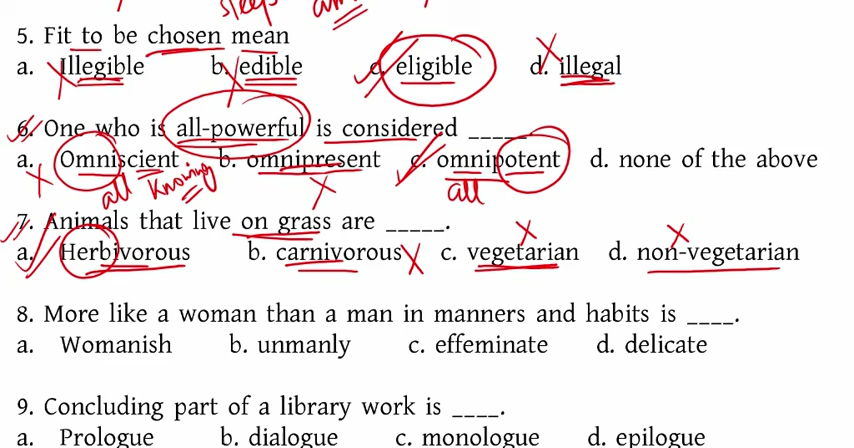 sleeps
5. Fit to be chosen mean
a. Illegible b. edible c. eligible d. illegal
6. One who is all-powerful is considered _____
a. Omniscient b. omnipresent c. omnipotent d. none of the above
all Knowing all
7. Animals that live on grass are _____.
a. Herbivorous b. carnivorous c. vegetarian d. non-vegetarian
8. More like a woman than a man in manners and habits is ____.
a. Womanish b. unmanly c. effeminate d. delicate
9. Concluding part of a library work is ____.
a. Prologue b. dialogue c. monologue d. epilogue